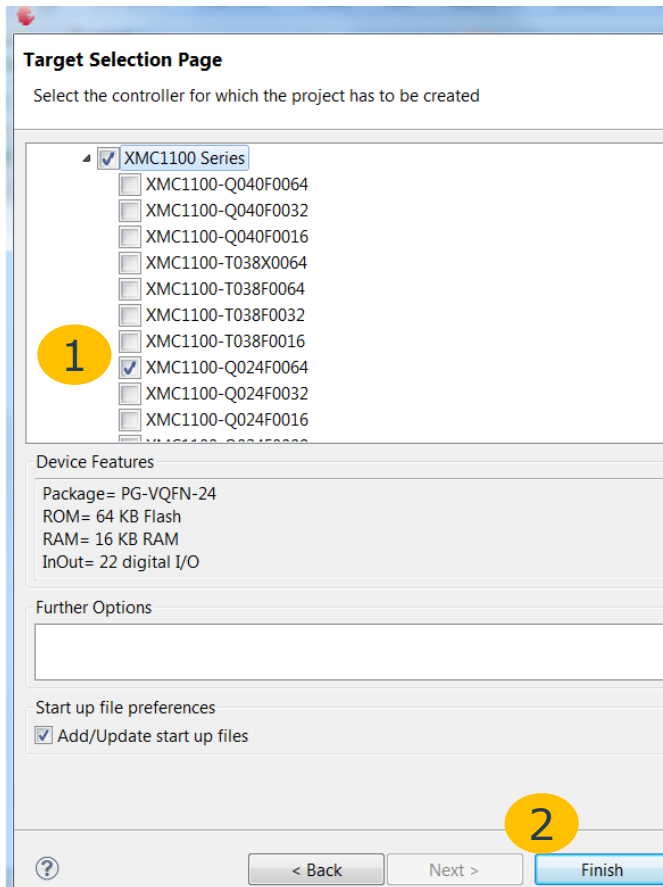 Target Selection Page
Select the controller for which the project has to be created
XMC1100 Series
XMC1100-Q040F0064
XMC1100-Q040F0032
XMC1100-Q040F0016
XMC1100-T038X0064
XMC1100-T038F0064
XMC1100-T038F0032
XMC1100-T038F0016
1
XMC1100-Q024F0064
XMC1100-Q024F0032
XMC1100-Q024F0016
Device Features
Package= PG-VQFN-24
ROM= 64 KB Flash
RAM= 16 KB RAM
InOut= 22 digital I/O
Further Options
Start up file preferences
Add/Update start up files
2
? < Back Next > Finish